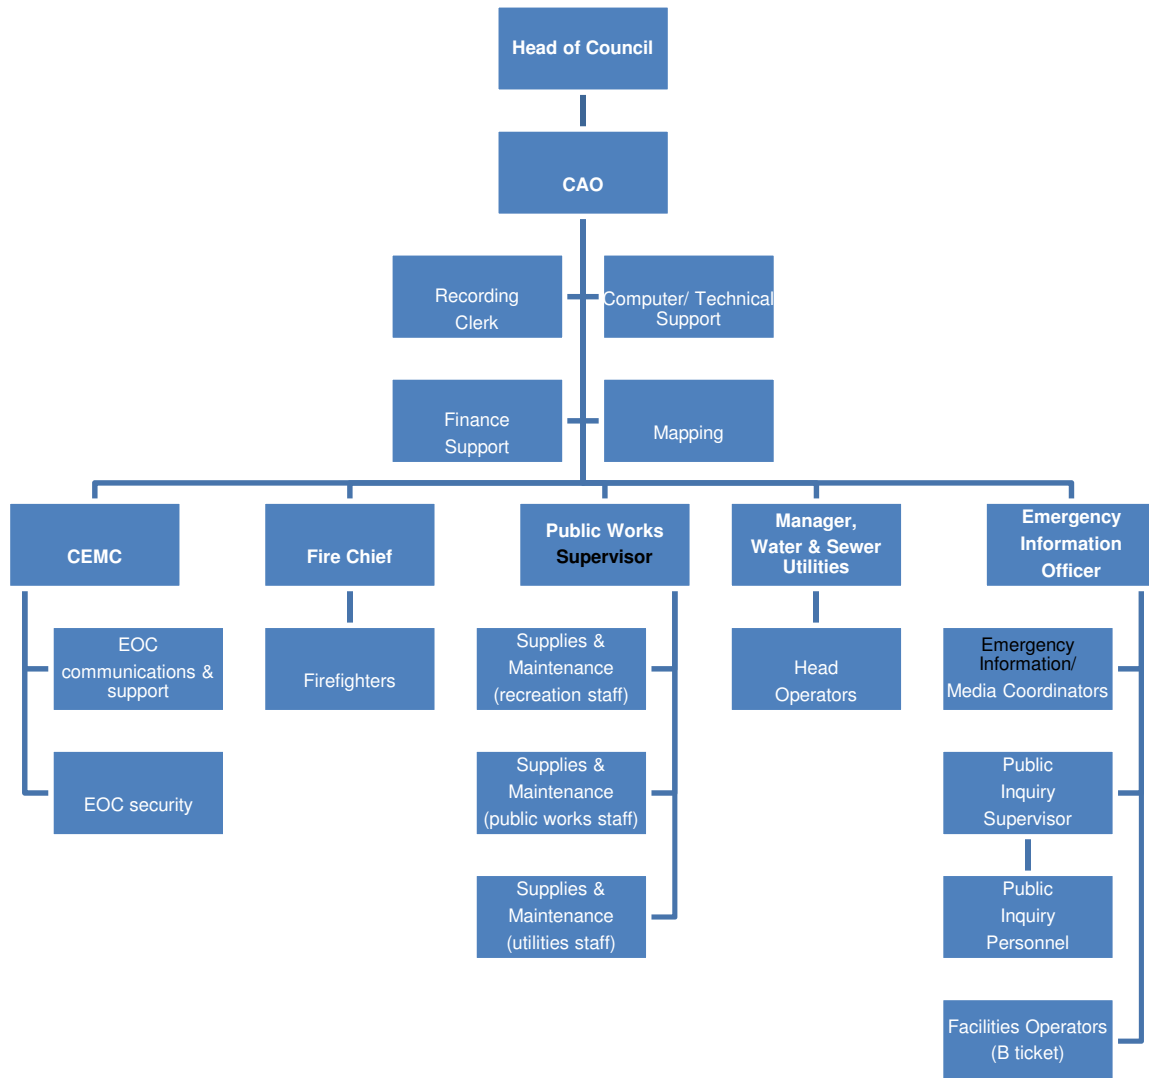 Head of Council
CAO
Recording
Clerk
Computer/ Technical
Support
Finance
Support
Mapping
CEMC
Fire Chief
Public Works
Supervisor
Manager,
Water & Sewer
Utilities
Emergency
Information
Officer
EOC
communications &
support
Firefighters
Supplies &
Maintenance
(recreation staff)
Head
Operators
Emergency
Information/
Media Coordinators
EOC security
Supplies &
Maintenance
(public works staff)
Public
Inquiry
Supervisor
Supplies &
Maintenance
(utilities staff)
Public
Inquiry
Personnel
Facilities Operators
(B ticket)